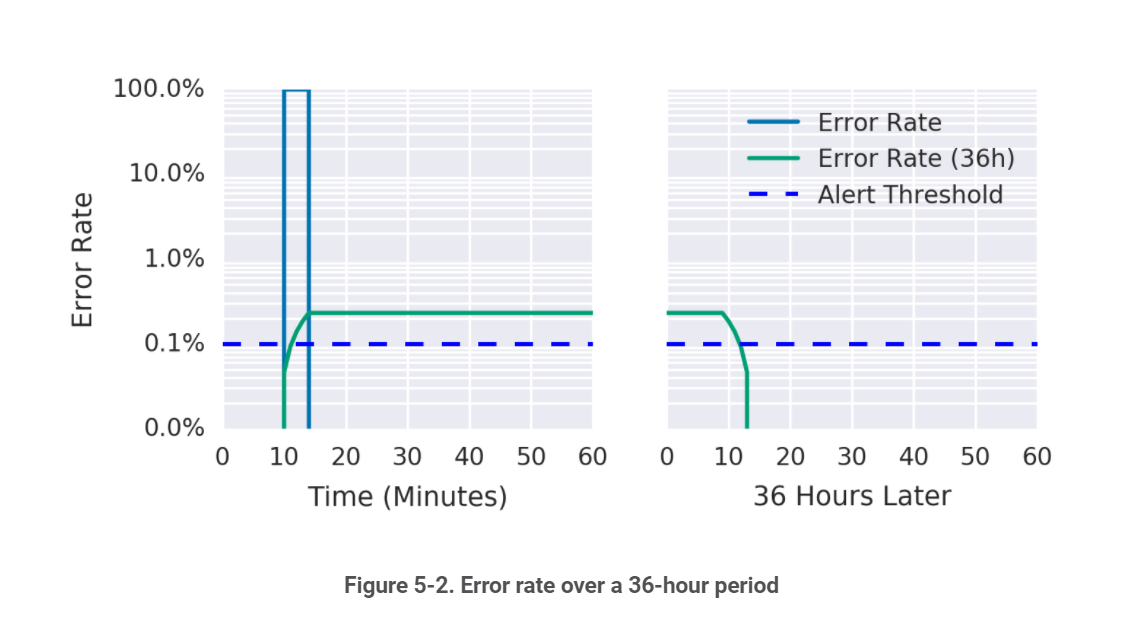 Error Rate
100.0%
10.0%
1.0%
0.1%
0.0%
0 10 20 30 40 50 60
Time (Minutes)
Error Rate
Error Rate (36h)
Alert Threshold
0 10 20 30 40 50 60
36 Hours Later
Figure 5-2. Error rate over a 36-hour period